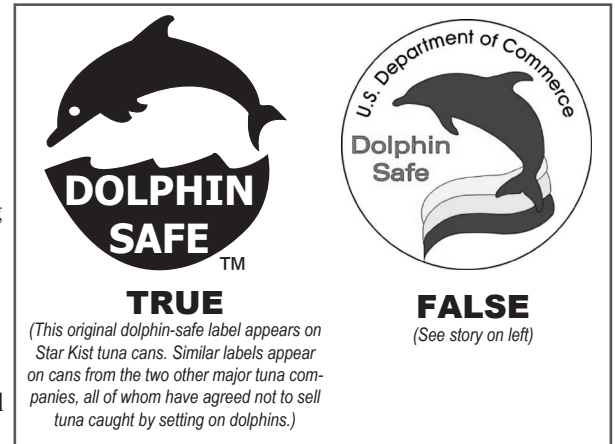 DOLPHIN
SAFE
TM
TRUE
(This original dolphin-safe label appears on
Star Kist tuna cans. Similar labels appear
on cans from the two other major tuna com-
panies, all of whom have agreed not to sell
tuna caught by setting on dolphins.)
U.S. Department of Commerce
Dolphin
Safe
FALSE
(See story on left)